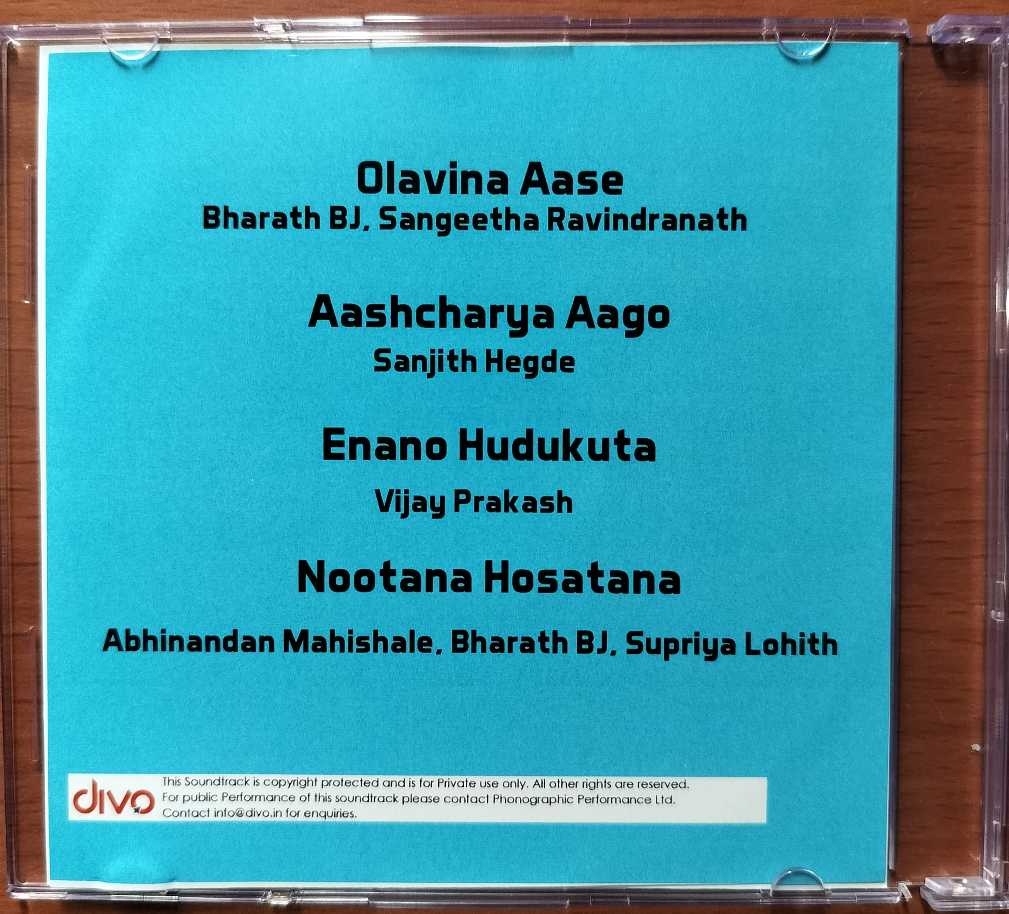 Olavina Aase
Bharath BJ, Sangeetha Ravindranath
Aashcharya Aago
Sanjith Hegde
Enano Hudukuta
Vijay Prakash
Nootana Hosatana
Abhinandan Mahishale, Bharath BJ, Supriya Lohith
divo
This Soundtrack is copyright protected and is for Private use only. All other rights are reserved.
For public Performance of this soundtrack please contact Phonographic Performance Ltd.
Contact info@divo.in for enquiries.